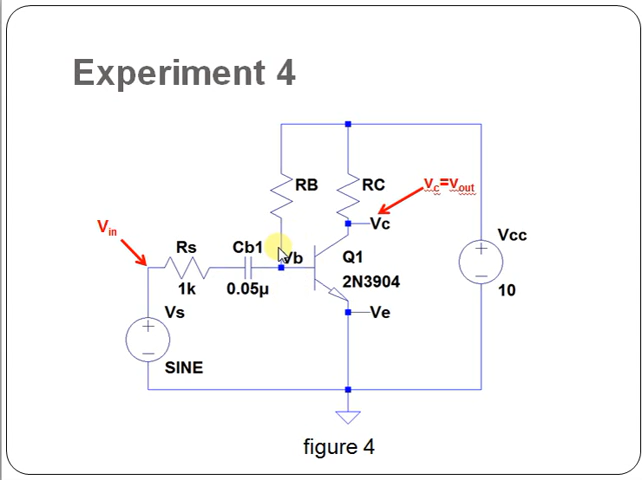 Experiment 4
RB
RC
Vc=Vout
Vc
Vin
Rs
Cb1
Vb
Q1
Vcc
1k
0.05µ
2N3904
10
Vs
Ve
SINE
figure 4